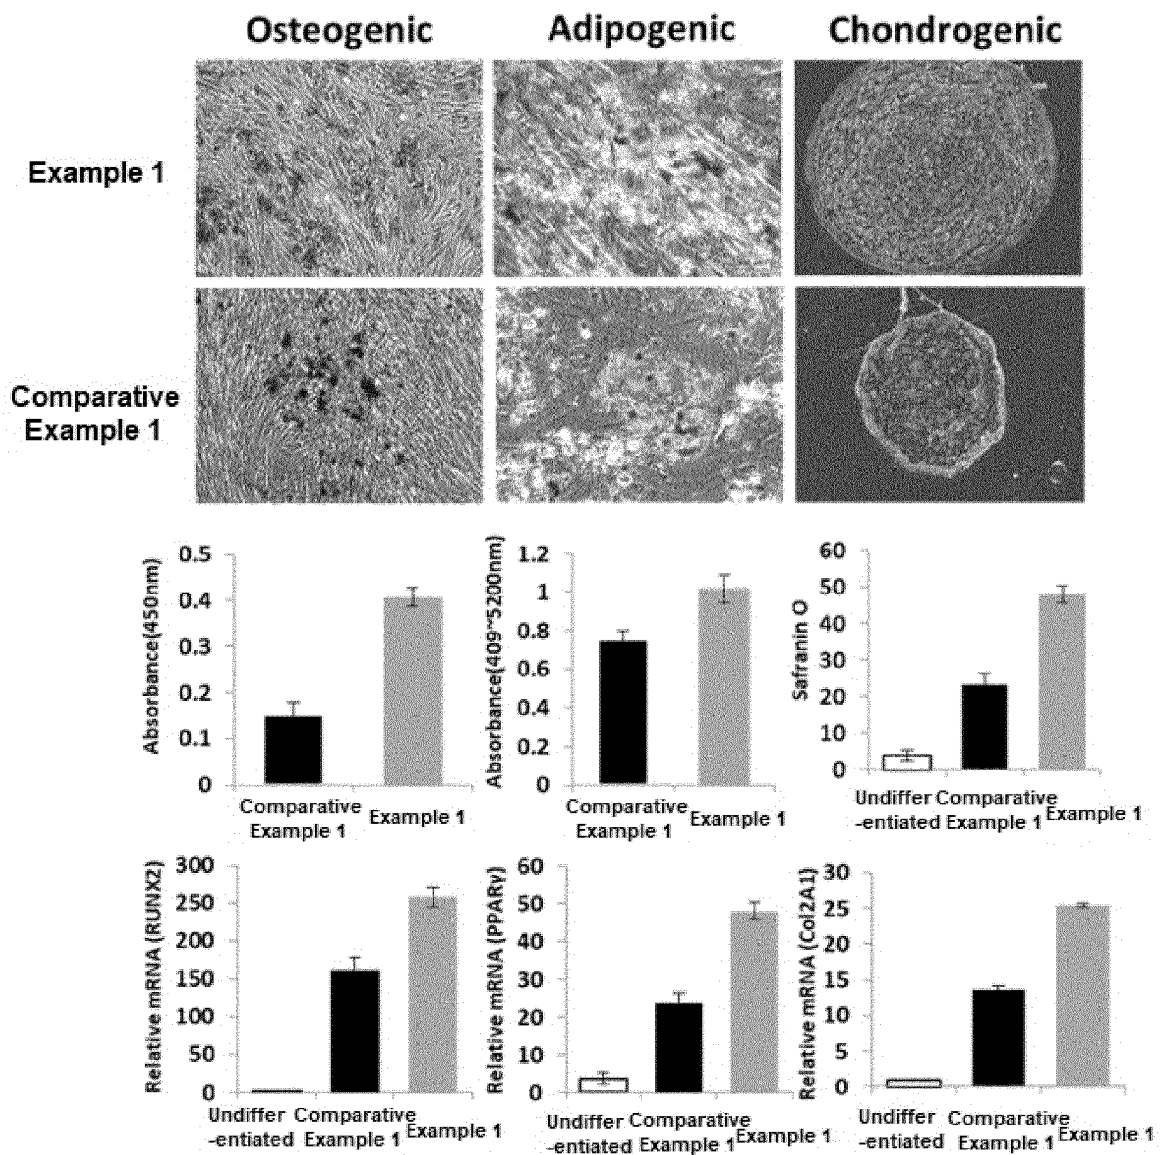 Osteogenic Adipogenic Chondrogenic
Example 1
Comparative
Example 1
Absorbance(450nm)
0.5
0.4
0.3
0.2
0.1
0
Comparative
Example 1
Example 1
Absorbance(409~5200nm)
1.2
1
0.8
0.6
0.4
0.2
0
Comparative
Example 1
Example 1
Safranin O
60
50
40
30
20
10
0
Undiffer
-entiated
Comparative
Example 1
Example 1
Relative mRNA (RUNX2)
300
250
200
150
100
50
0
Undiffer
-entiated
Comparative
Example 1
Example 1
Relative mRNA (PPARγ)
60
50
40
30
20
10
0
Undiffer
-entiated
Comparative
Example 1
Example 1
Relative mRNA (Col2A1)
30
25
20
15
10
5
0
Undiffer
-entiated
Comparative
Example 1
Example 1